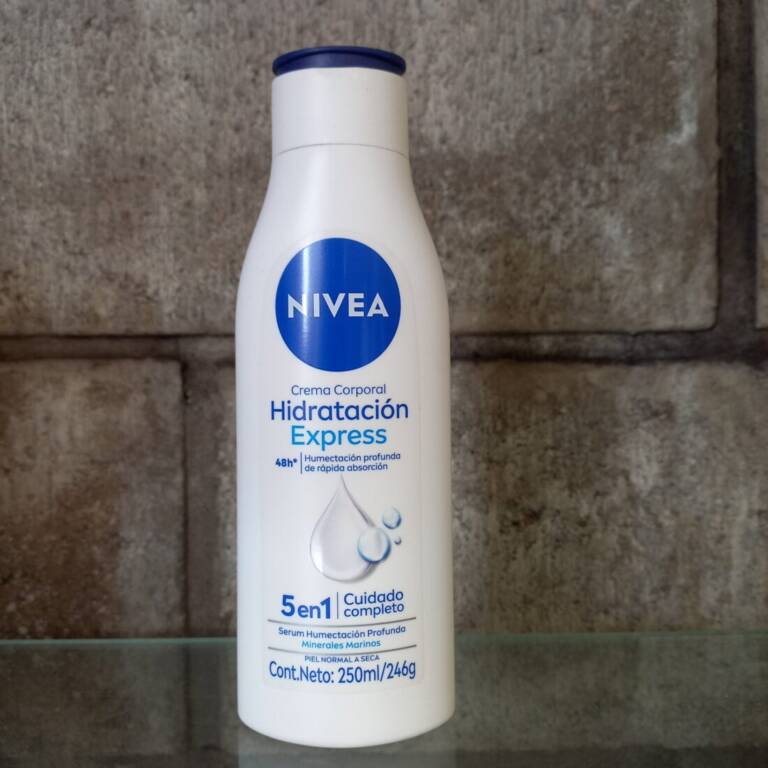 NIVEA
Crema Corporal
Hidratación
Express
48h* Humectación profunda
de rápida absorción
5en1 Cuidado
completo
Serum Humectación Profunda
Minerales Marinos
PIEL NORMAL A SECA
Cont.Neto: 250ml/246g